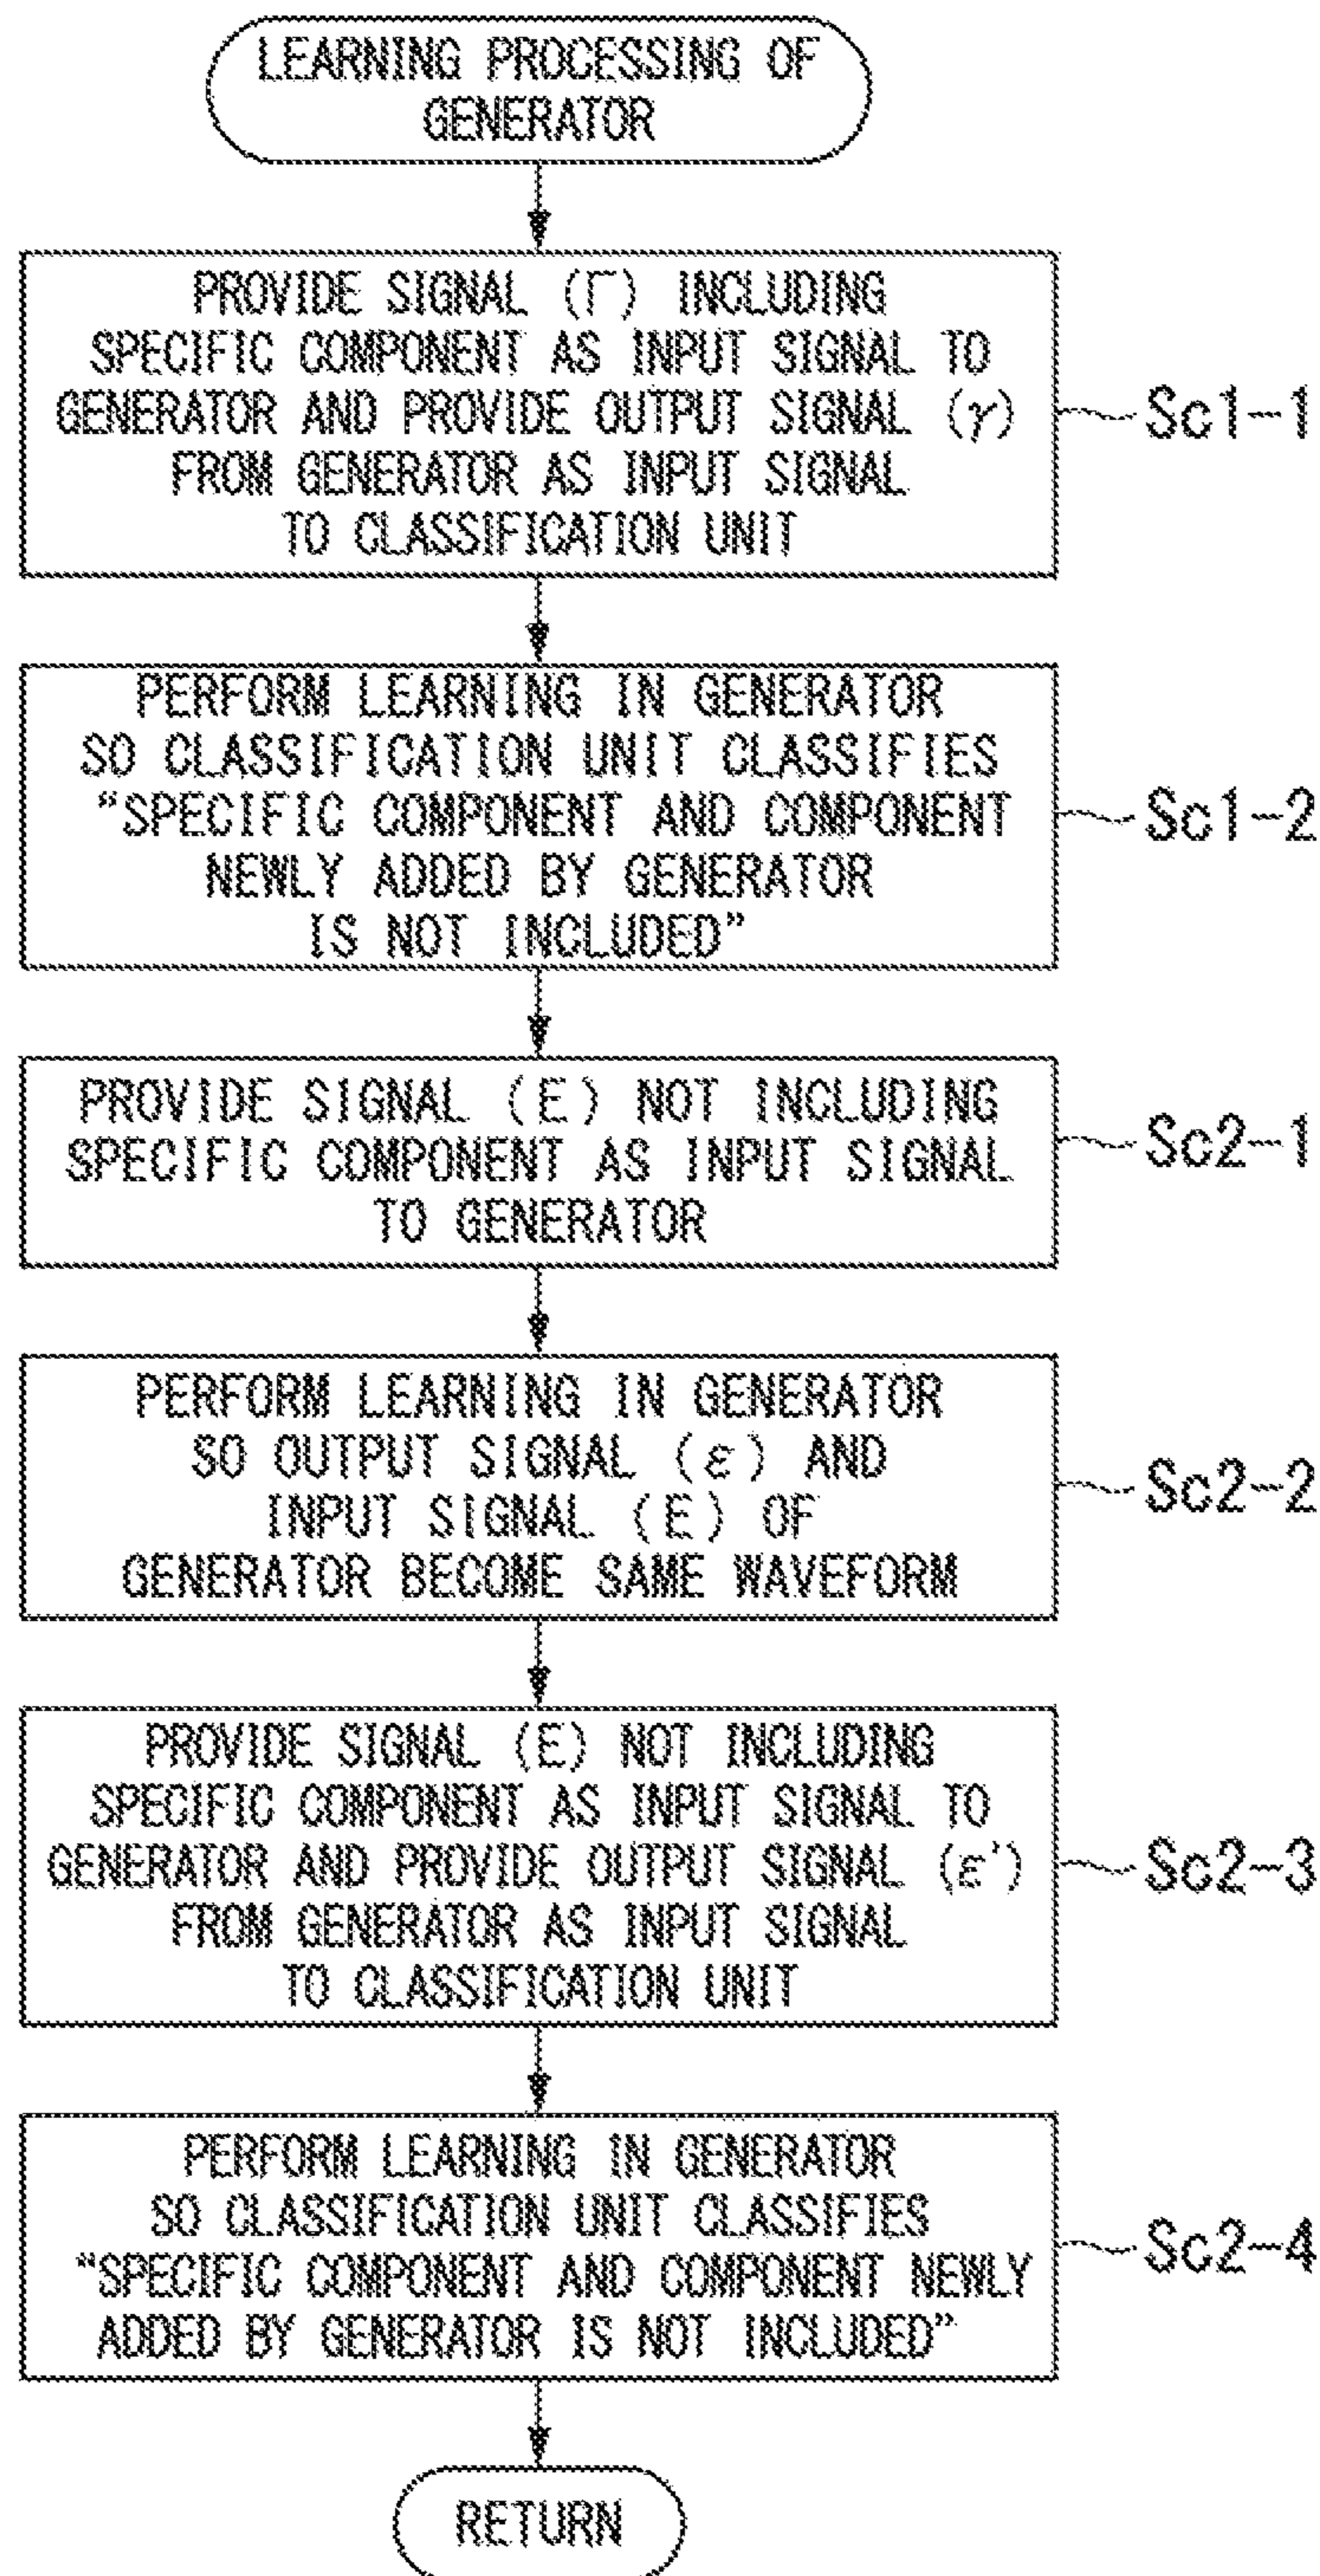 LEARNING PROCESSING OF
GENERATOR
PROVIDE SIGNAL (Γ) INCLUDING
SPECIFIC COMPONENT AS INPUT SIGNAL TO
GENERATOR AND PROVIDE OUTPUT SIGNAL (γ)
FROM GENERATOR AS INPUT SIGNAL
TO CLASSIFICATION UNIT
Sc1-1
PERFORM LEARNING IN GENERATOR
SO CLASSIFICATION UNIT CLASSIFIES
“SPECIFIC COMPONENT AND COMPONENT
NEWLY ADDED BY GENERATOR
IS NOT INCLUDED”
Sc1-2
PROVIDE SIGNAL (E) NOT INCLUDING
SPECIFIC COMPONENT AS INPUT SIGNAL
TO GENERATOR
Sc2-1
PERFORM LEARNING IN GENERATOR
SO OUTPUT SIGNAL (ε) AND
INPUT SIGNAL (E) OF
GENERATOR BECOME SAME WAVEFORM
Sc2-2
PROVIDE SIGNAL (E) NOT INCLUDING
SPECIFIC COMPONENT AS INPUT SIGNAL TO
GENERATOR AND PROVIDE OUTPUT SIGNAL (ε')
FROM GENERATOR AS INPUT SIGNAL
TO CLASSIFICATION UNIT
Sc2-3
PERFORM LEARNING IN GENERATOR
SO CLASSIFICATION UNIT CLASSIFIES
“SPECIFIC COMPONENT AND COMPONENT NEWLY
ADDED BY GENERATOR IS NOT INCLUDED”
Sc2-4
RETURN